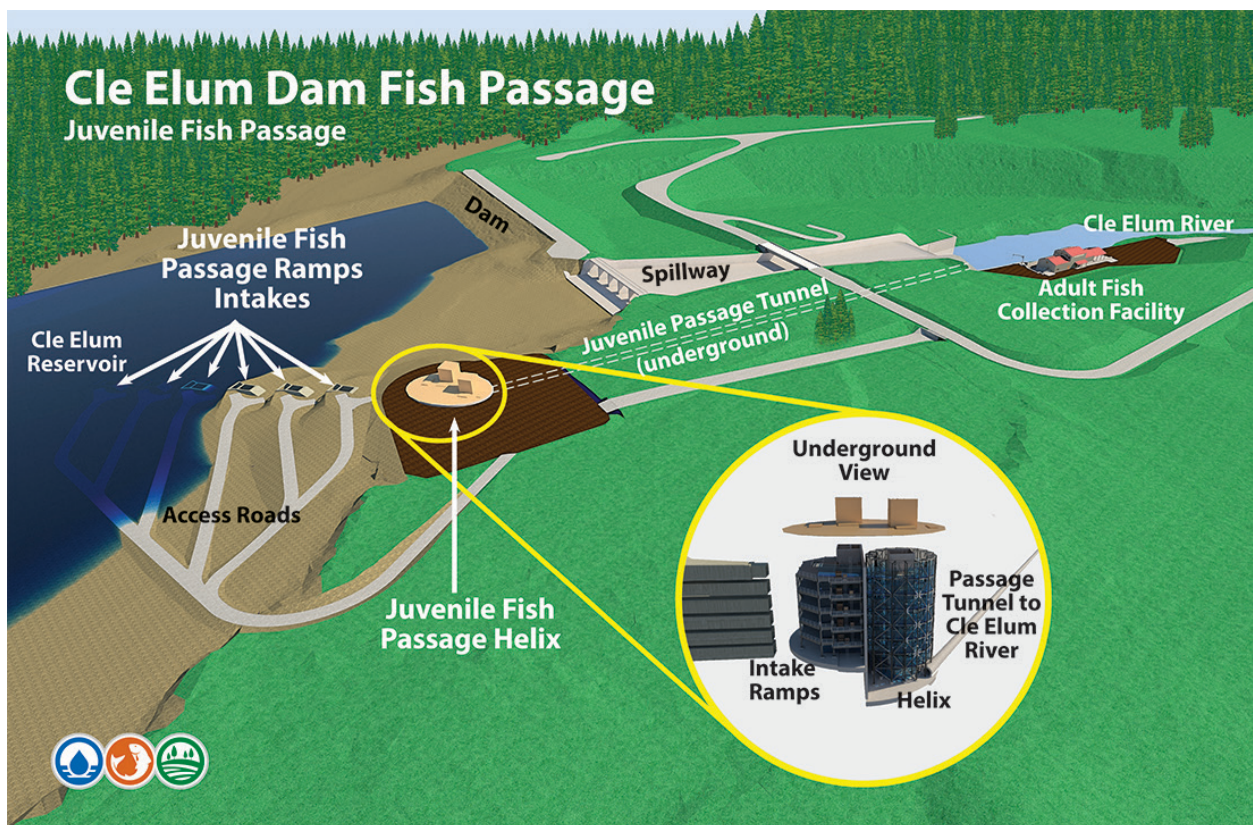 Cle Elum Dam Fish Passage
Juvenile Fish Passage
Dam
Juvenile Fish
Passage Ramps
Intakes
Cle Elum
Reservoir
Spillway
Cle Elum River
Adult Fish
Collection Facility
Juvenile Passage Tunnel
(underground)
Access Roads
Juvenile Fish
Passage Helix
Underground
View
Passage
Tunnel to
Cle Elum
River
Intake
Ramps
Helix